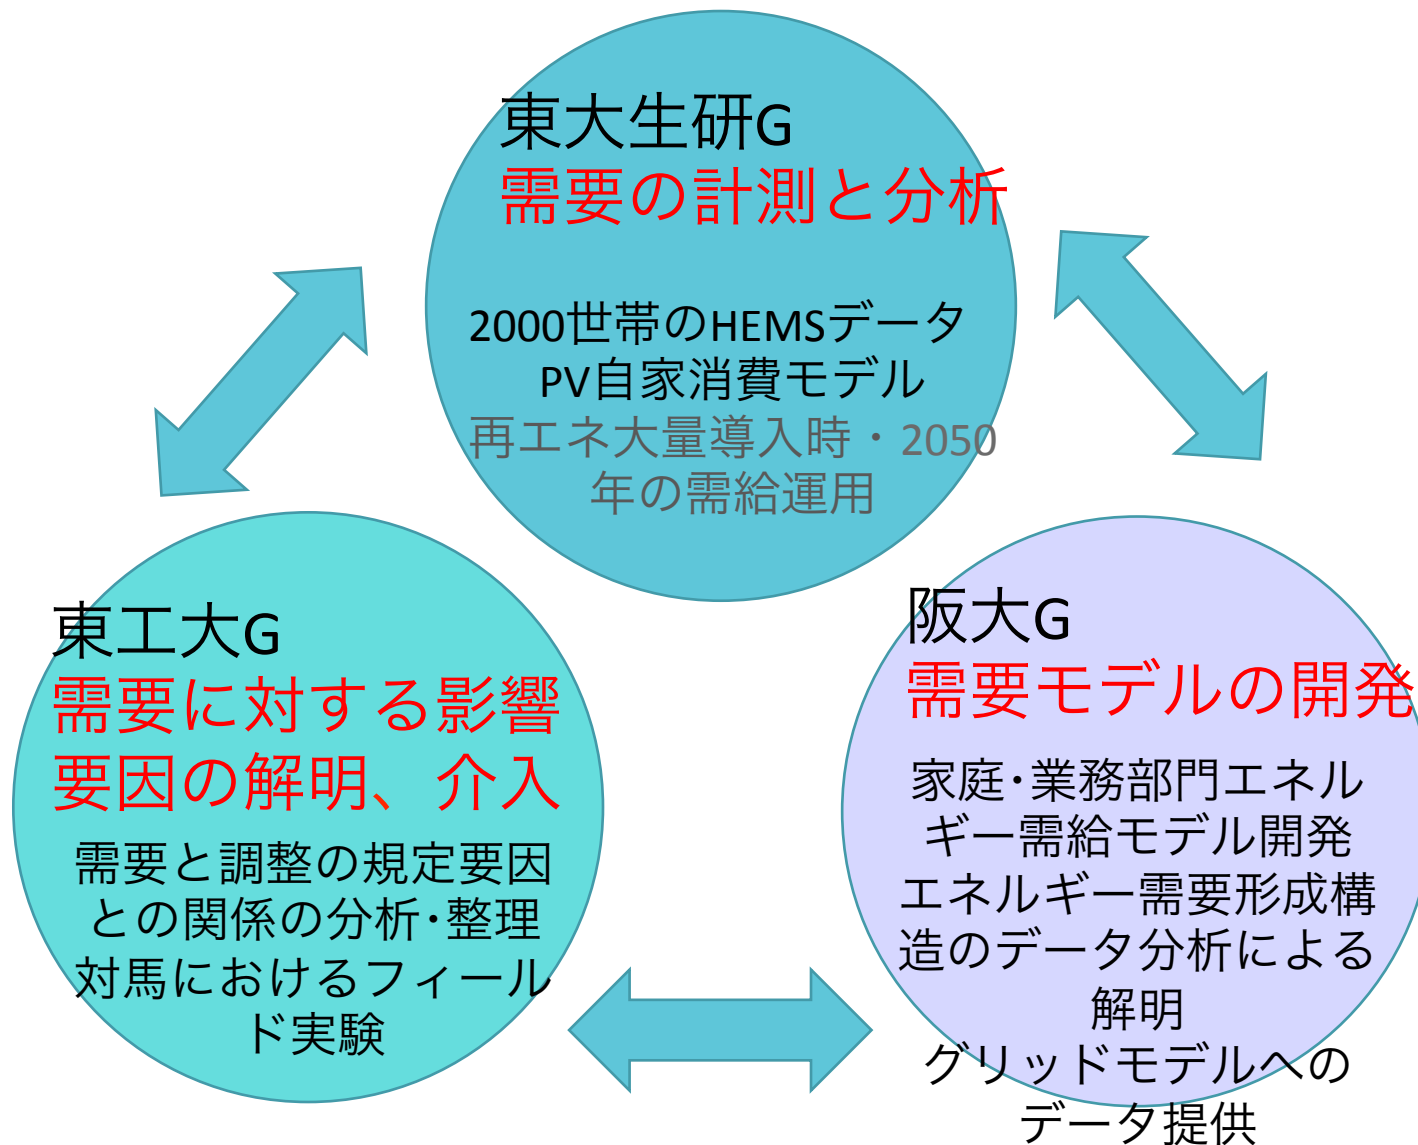 東大生研G
需要の計測と分析
2000世帯のHEMSデータ
PV自家消費モデル
再エネ大量導入時・2050
年の需給運用
東工大G
需要に対する影響
要因の解明、介入
需要と調整の規定要因
との関係の分析･整理
対馬におけるフィール
ド実験
阪大G
需要モデルの開発
家庭･業務部門エネル
ギー需給モデル開発
エネルギー需要形成構
造のデータ分析による
解明
グリッドモデルへの
データ提供